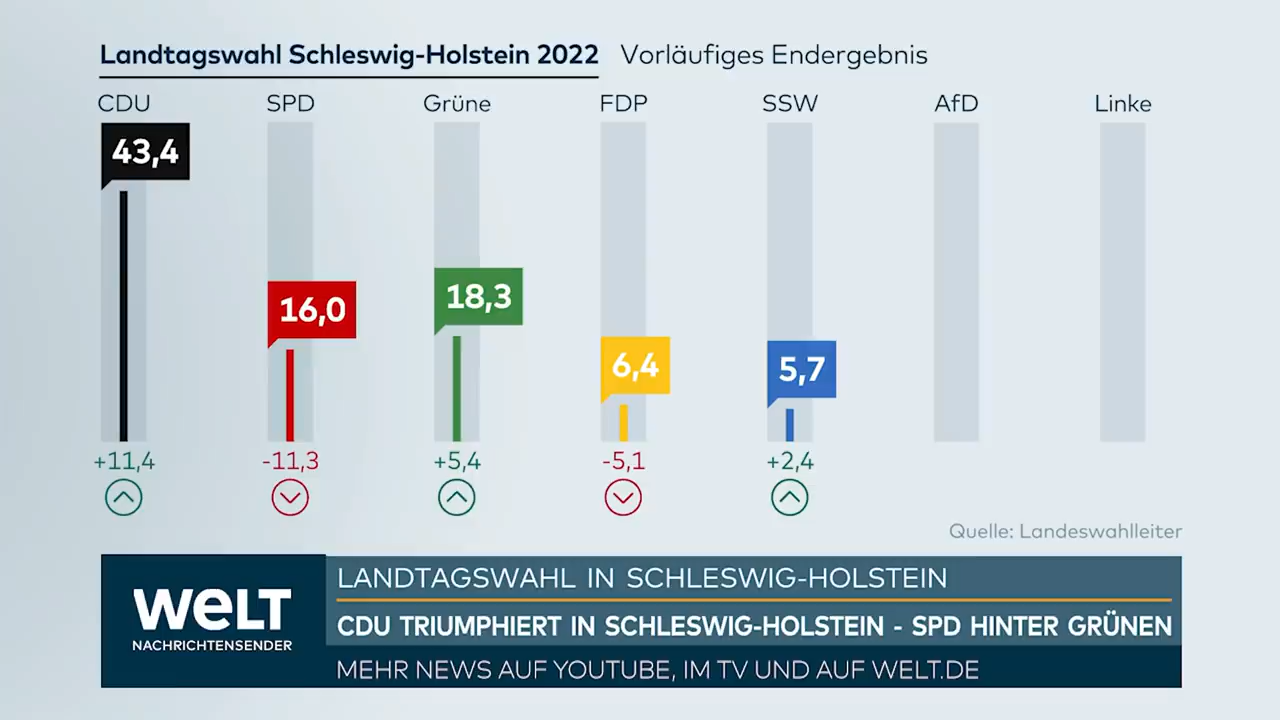 Landtagswahl Schleswig-Holstein 2022 Vorläufiges Endergebnis
CDU SPD Grüne FDP SSW AfD Linke
43,4
16,0
18,3
6,4
5,7
+11,4 -11,3 +5,4 -5,1 +2,4
Quelle: Landeswahlleiter
WELT
NACHRICHTENSENDER
LANDTAGSWAHL IN SCHLESWIG-HOLSTEIN
CDU TRIUMPHIERT IN SCHLESWIG-HOLSTEIN - SPD HINTER GRÜNEN
MEHR NEWS AUF YOUTUBE, IM TV UND AUF WELT.DE